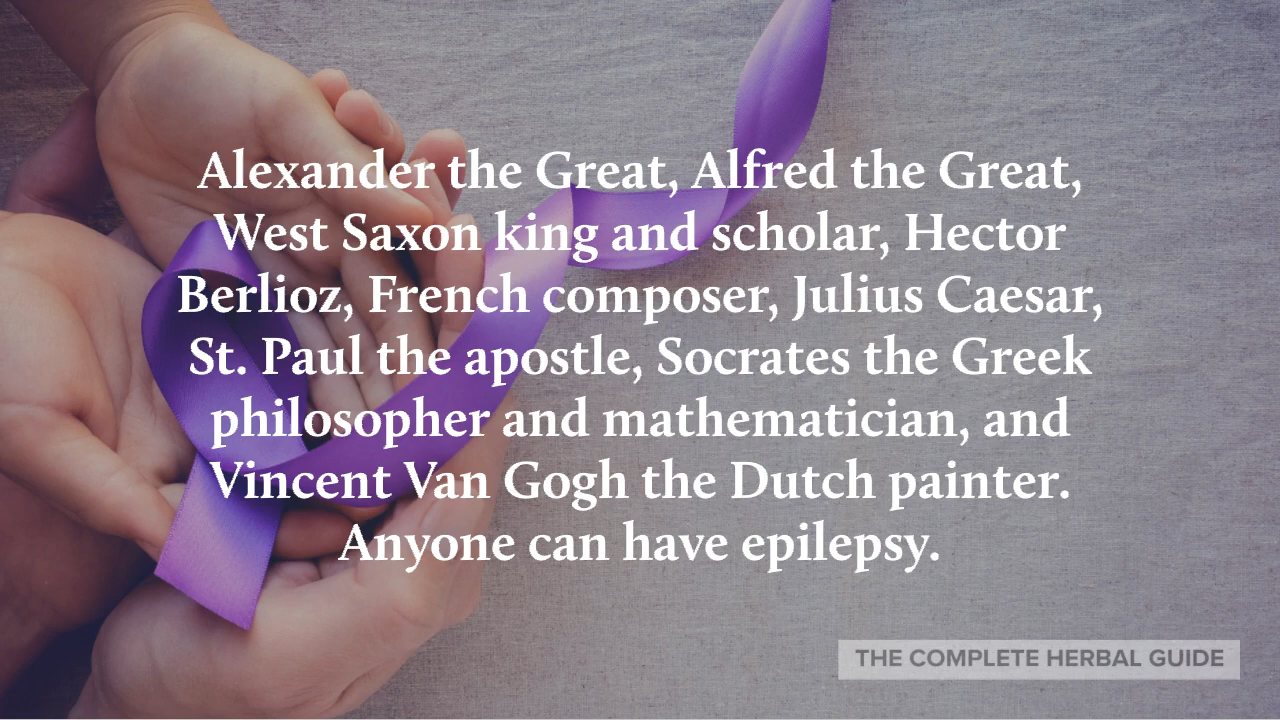 Alexander the Great, Alfred the Great,
West Saxon king and scholar, Hector
Berlioz, French composer, Julius Caesar,
St. Paul the apostle, Socrates the Greek
philosopher and mathematician, and
Vincent Van Gogh the Dutch painter.
Anyone can have epilepsy.
THE COMPLETE HERBAL GUIDE